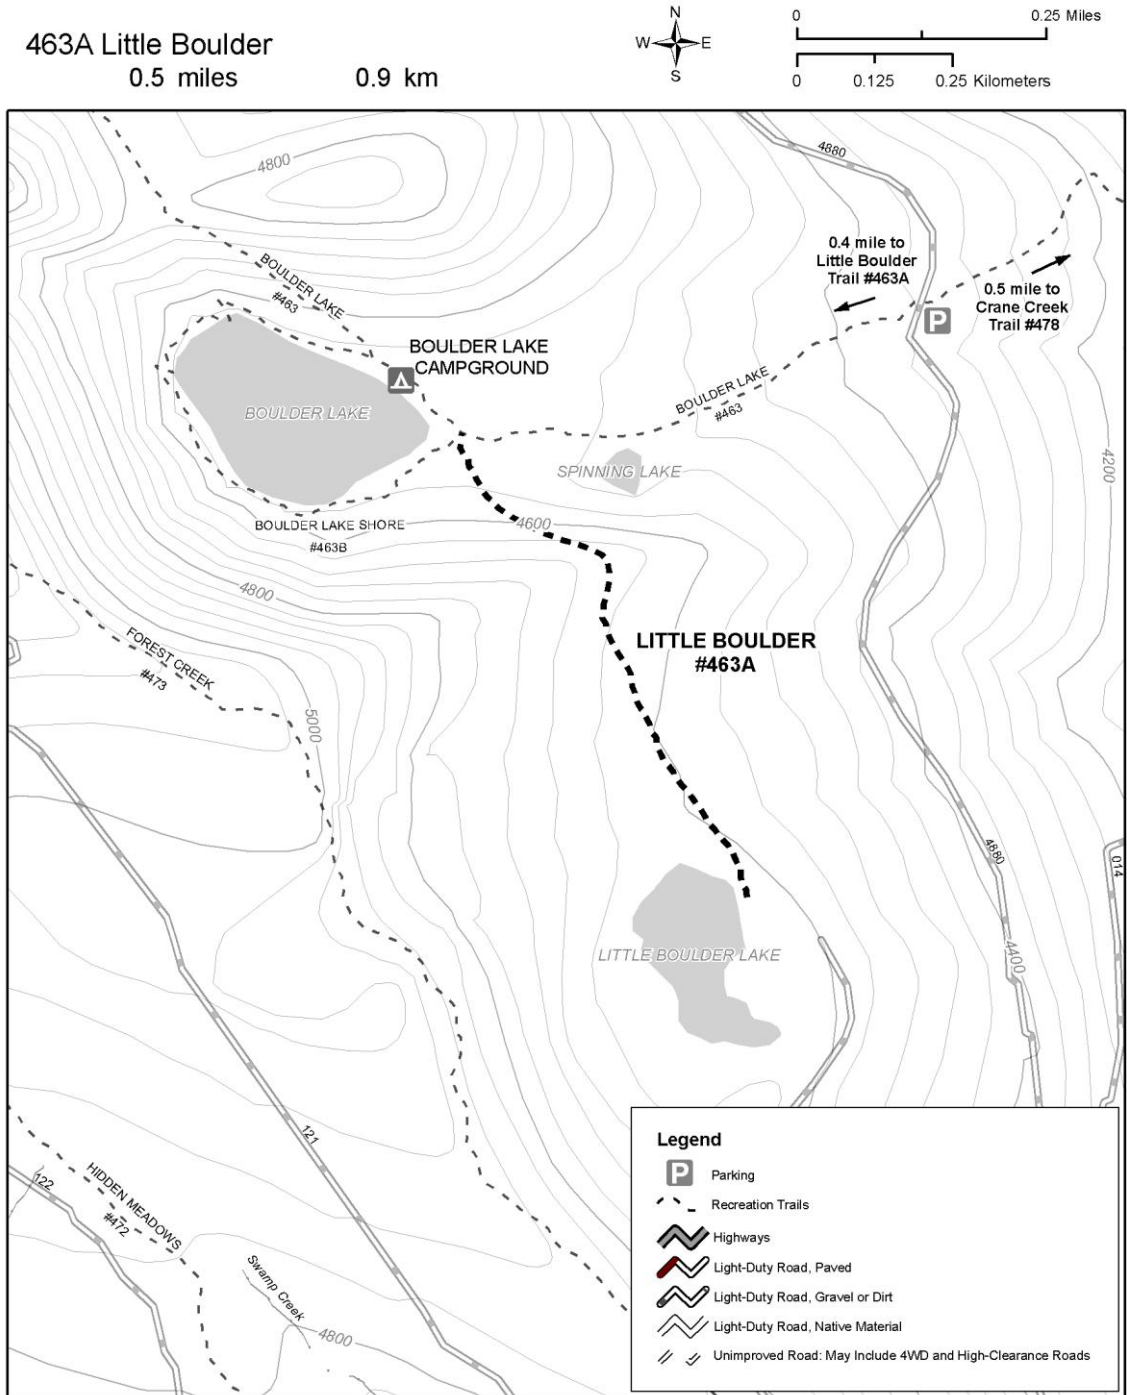 463A Little Boulder
0.5 miles 0.9 km
N
W E
S
0 0.25 Miles
0 0.125 0.25 Kilometers
4800
4880
0.4 mile to
Little Boulder
Trail #463A
0.5 mile to
Crane Creek
Trail #478
P
BOULDER LAKE
#463
BOULDER LAKE
CAMPGROUND
BOULDER LAKE
BOULDER LAKE
#463
SPINNING LAKE
4200
BOULDER LAKE SHORE
#463B
4600
4800
FOREST CREEK
#473
LITTLE BOULDER
#463A
5000
4880
014
LITTLE BOULDER LAKE
4400
121
122
HIDDEN MEADOWS
#472
Swamp Creek
4800
Legend
P Parking
Recreation Trails
Highways
Light-Duty Road, Paved
Light-Duty Road, Gravel or Dirt
Light-Duty Road, Native Material
Unimproved Road: May Include 4WD and High-Clearance Roads